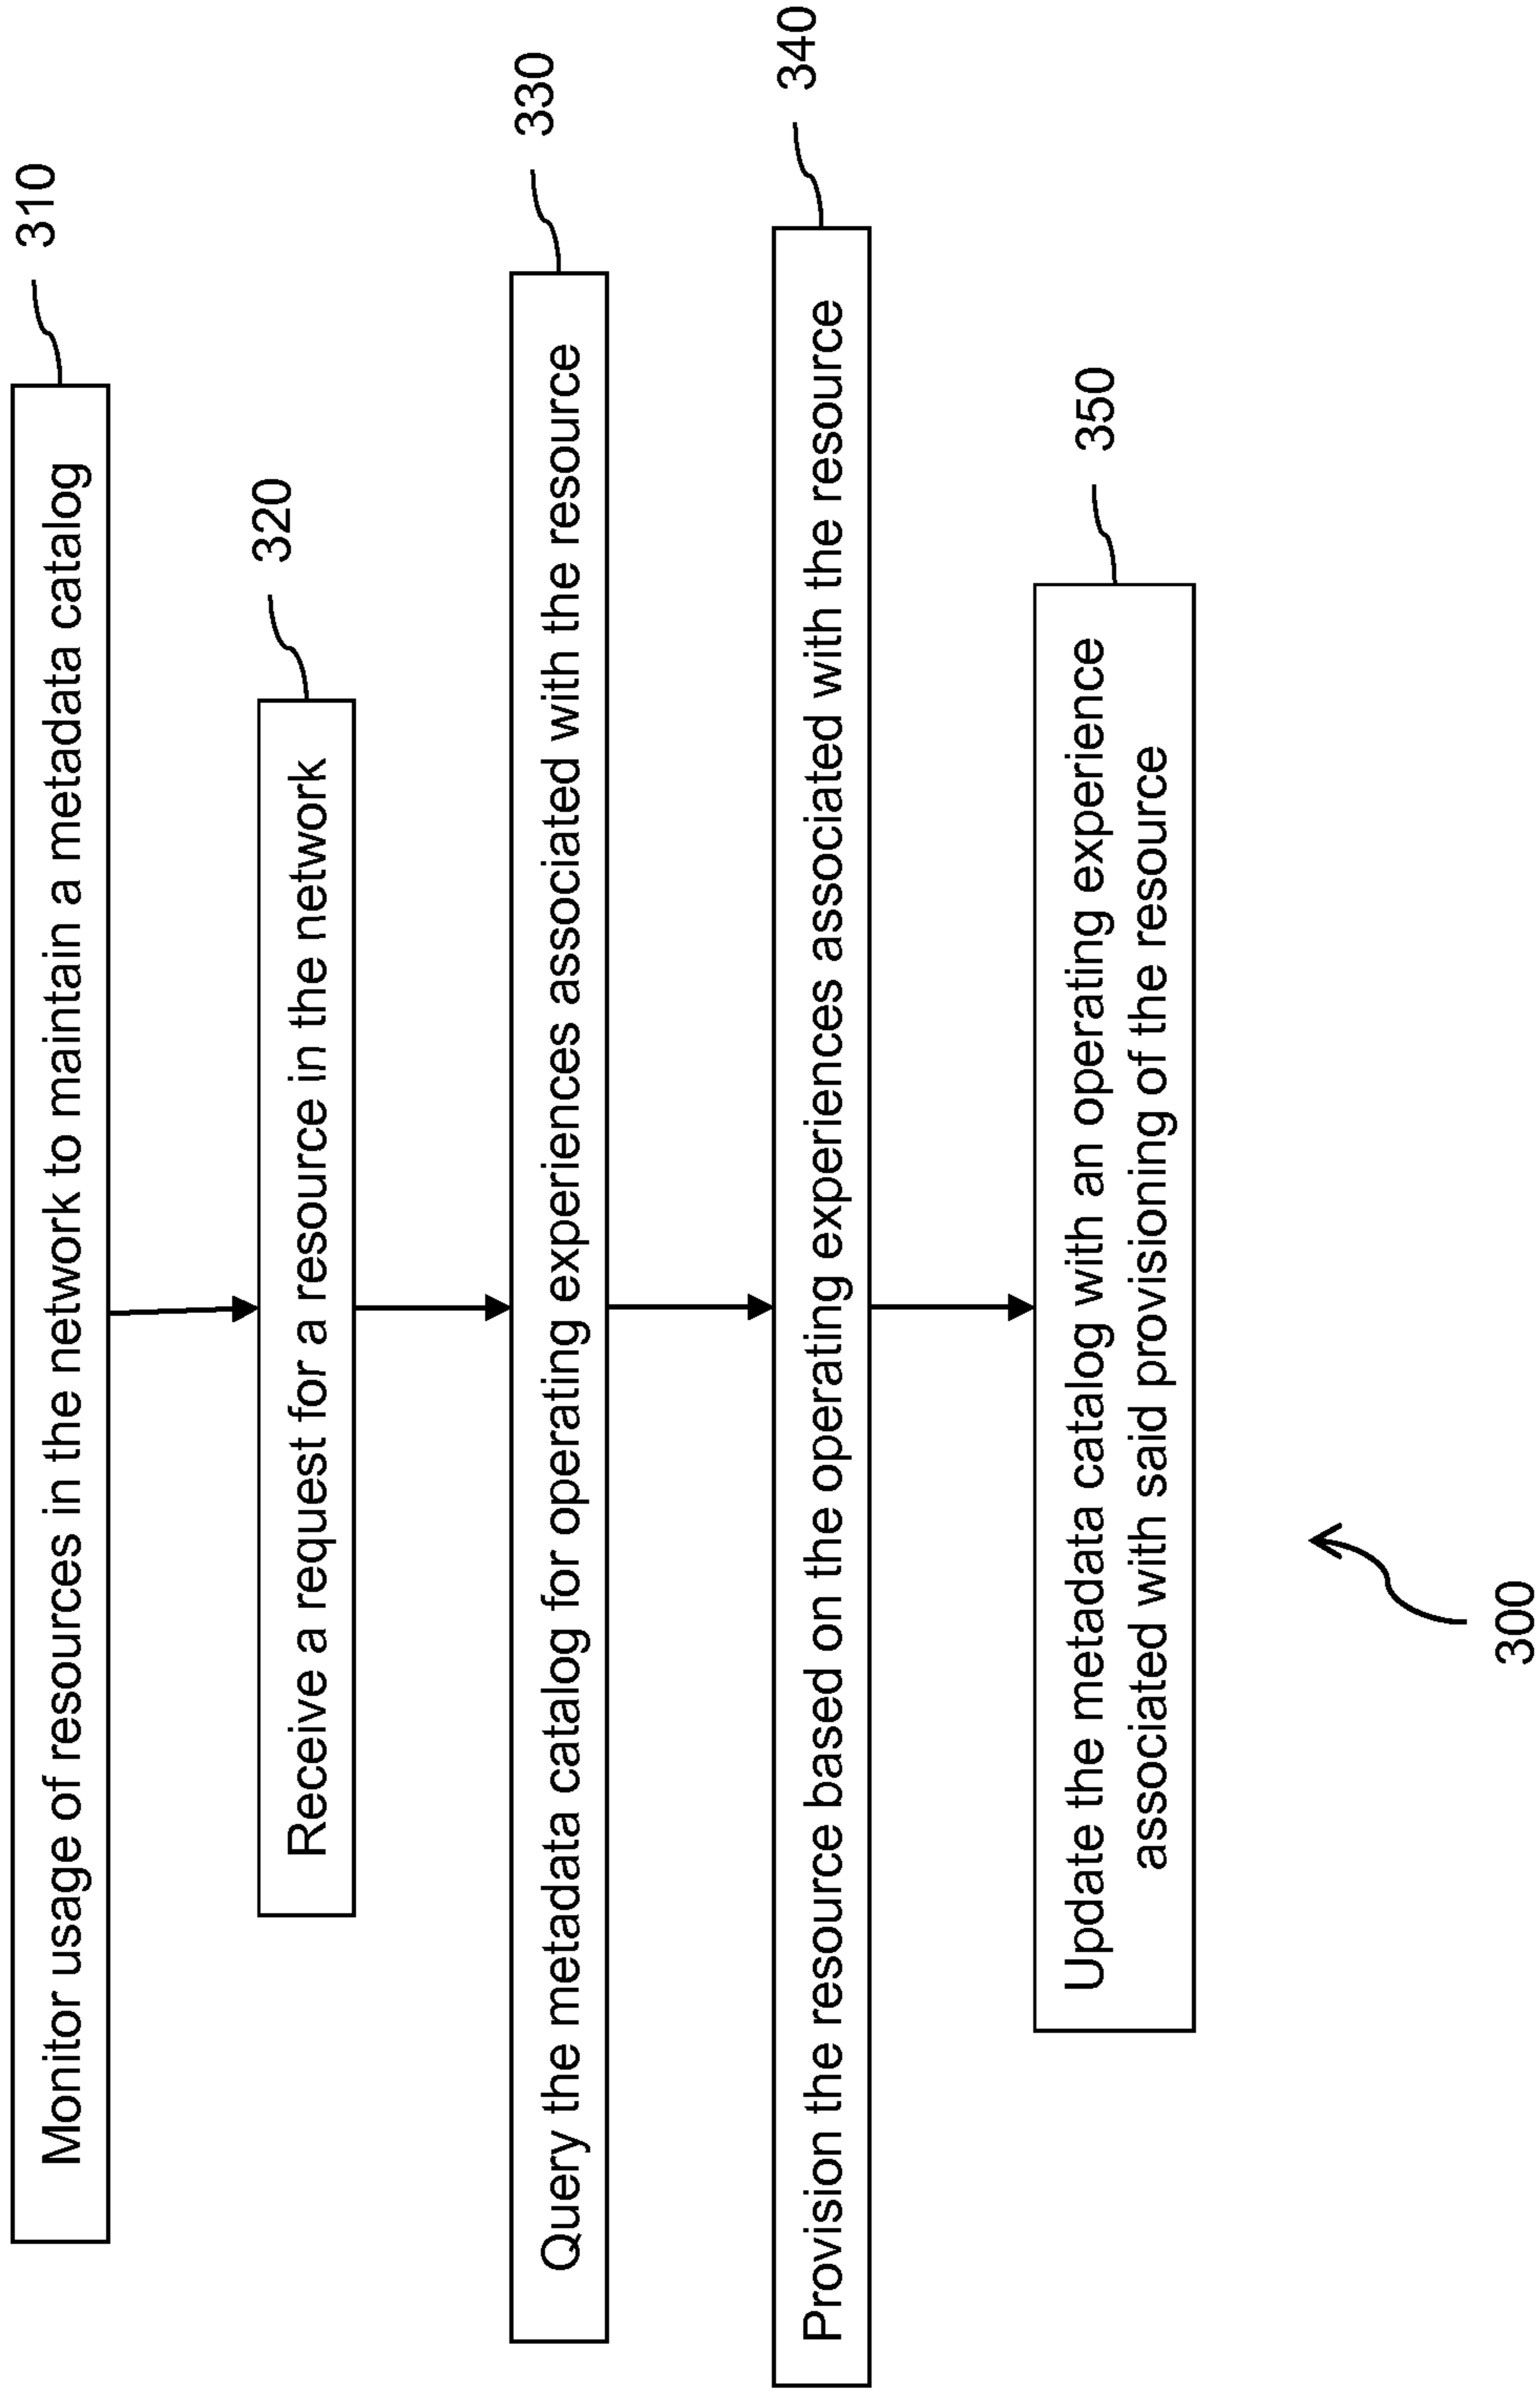 310
Monitor usage of resources in the network to maintain a metadata catalog
320
Receive a request for a resource in the network
330
Query the metadata catalog for operating experiences associated with the resource
340
Provision the resource based on the operating experiences associated with the resource
350
Update the metadata catalog with an operating experience
associated with said provisioning of the resource
300